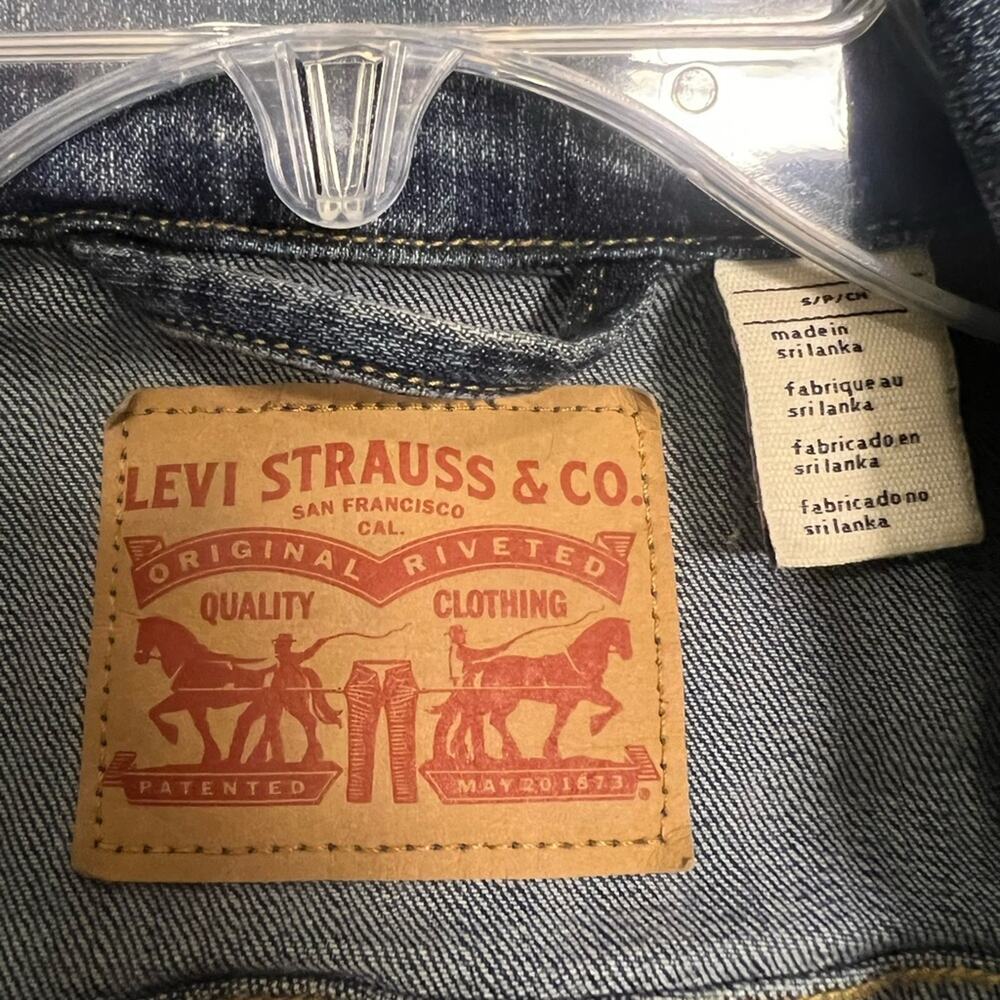 LEVI STRAUSS & CO.
SAN FRANCISCO
CAL.
ORIGINAL RIVETED
QUALITY CLOTHING
PATENTED MAY 20 1873
®
S/P/CH
made in
sri lanka
fabrique au
sri lanka
fabricado en
sri lanka
fabricado no
sri lanka